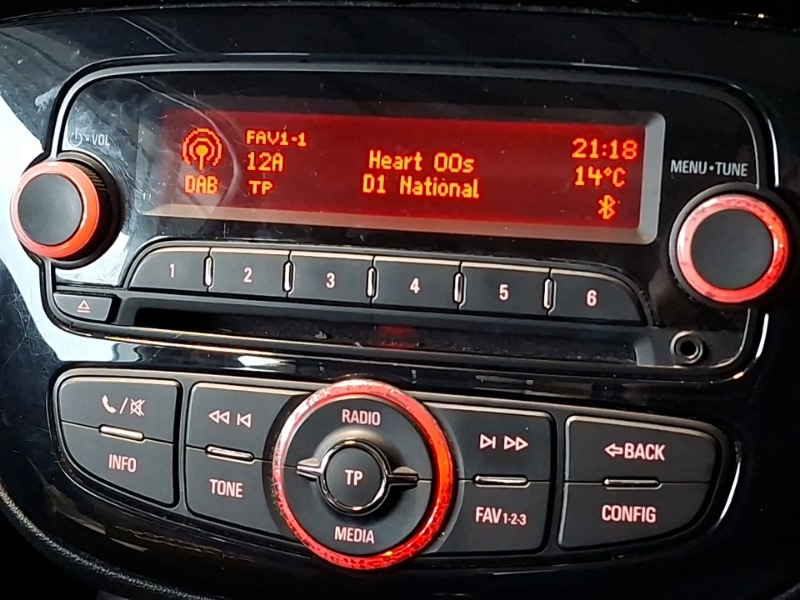 VOL
FAV1-1
12A
DAB
TP
Heart 00s
D1 National
21:18
14°C
MENU•TUNE
1 2 3 4 5 6
RADIO
TP
MEDIA
INFO
TONE
FAV1-2-3
BACK
CONFIG